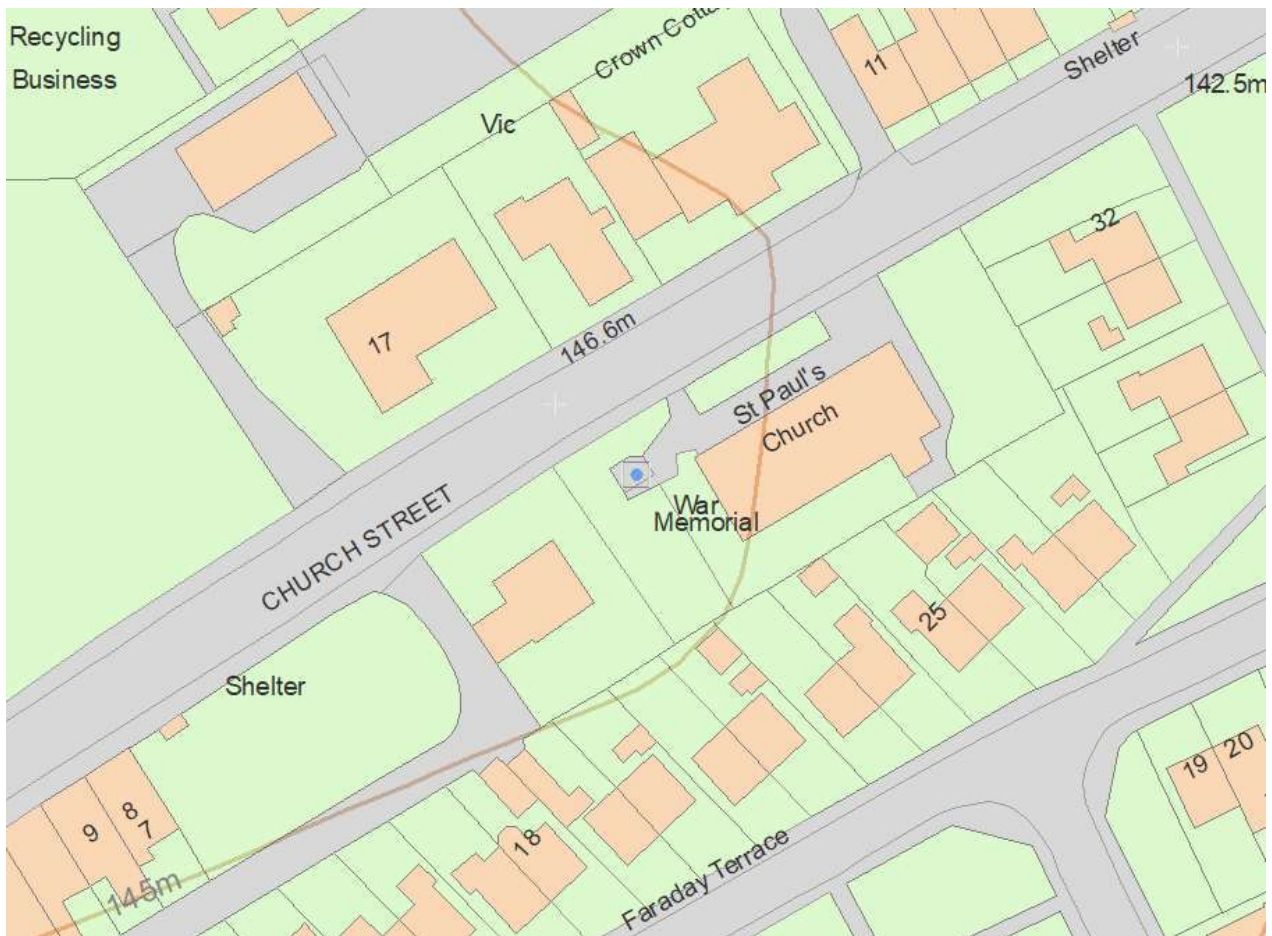 Recycling
Business
Crown Cotta
Vic
11
Shelter
142.5m
32
17
146.6m
St Paul's
Church
War
Memorial
CHURCH STREET
25
Shelter
9
8
7
18
19
20
145m
Faraday Terrace